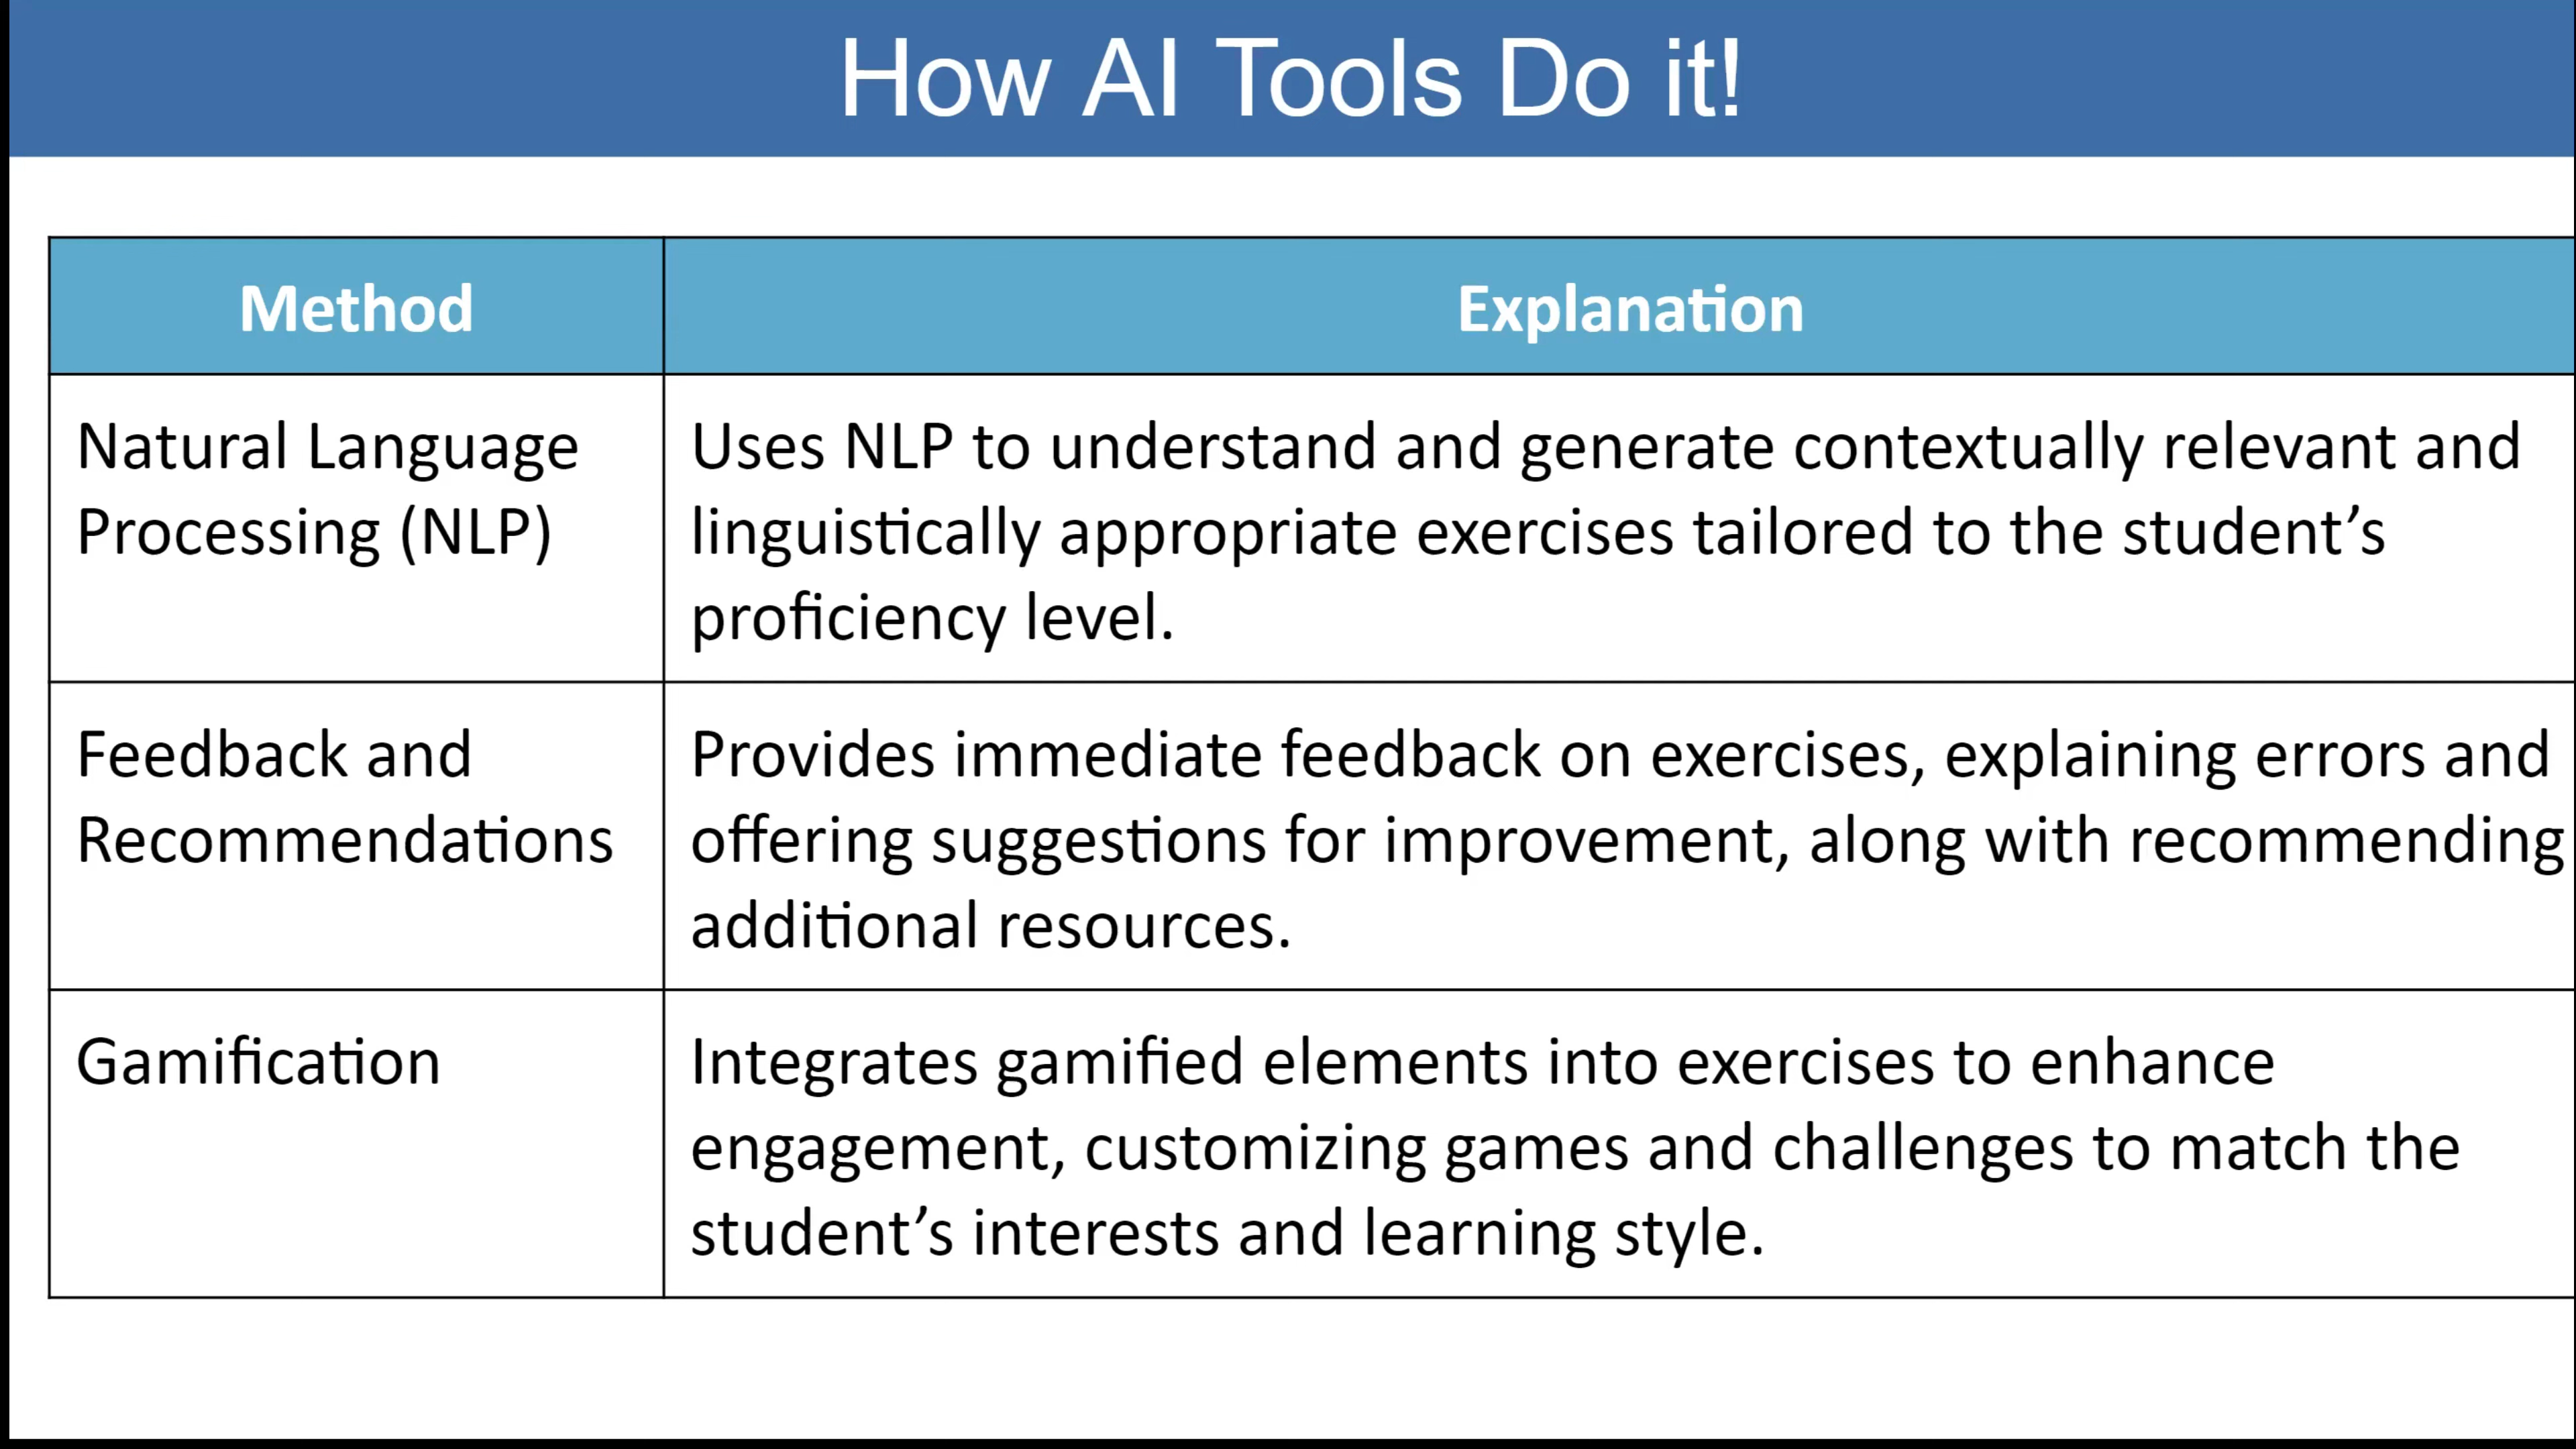 How AI Tools Do it!
Method
Explanation
Natural Language
Processing (NLP)
Uses NLP to understand and generate contextually relevant and
linguistically appropriate exercises tailored to the student’s
proficiency level.
Feedback and
Recommendations
Provides immediate feedback on exercises, explaining errors and
offering suggestions for improvement, along with recommending
additional resources.
Gamification
Integrates gamified elements into exercises to enhance
engagement, customizing games and challenges to match the
student’s interests and learning style.